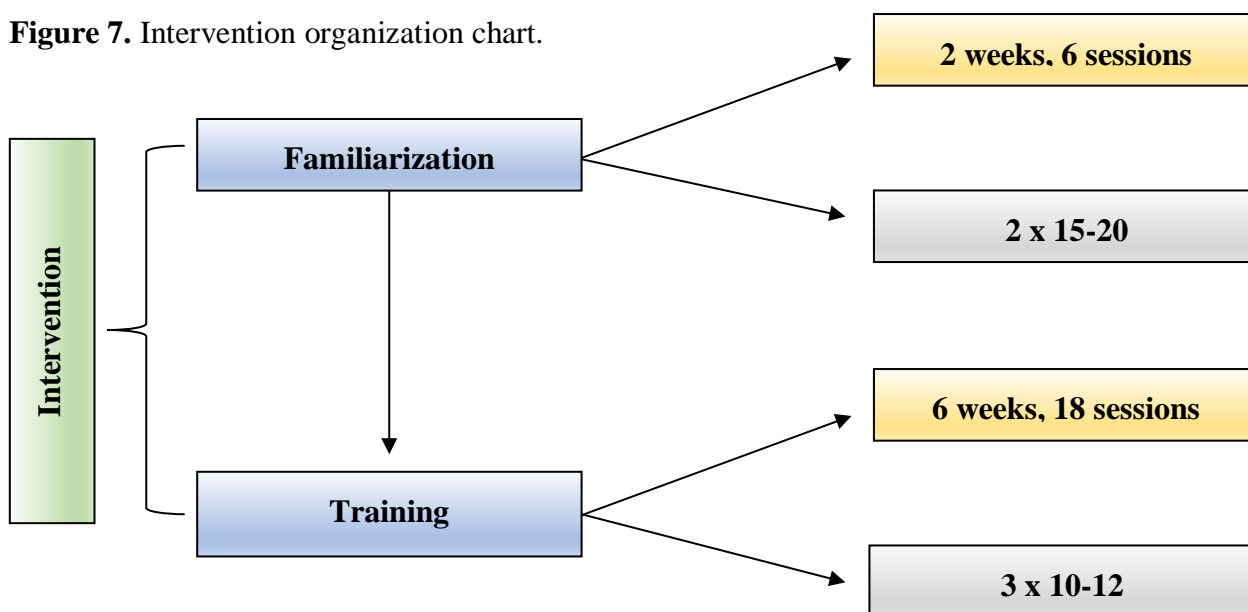 Figure 7. Intervention organization chart.
2 weeks, 6 sessions
Familiarization
2 x 15-20
Intervention
6 weeks, 18 sessions
Training
3 x 10-12